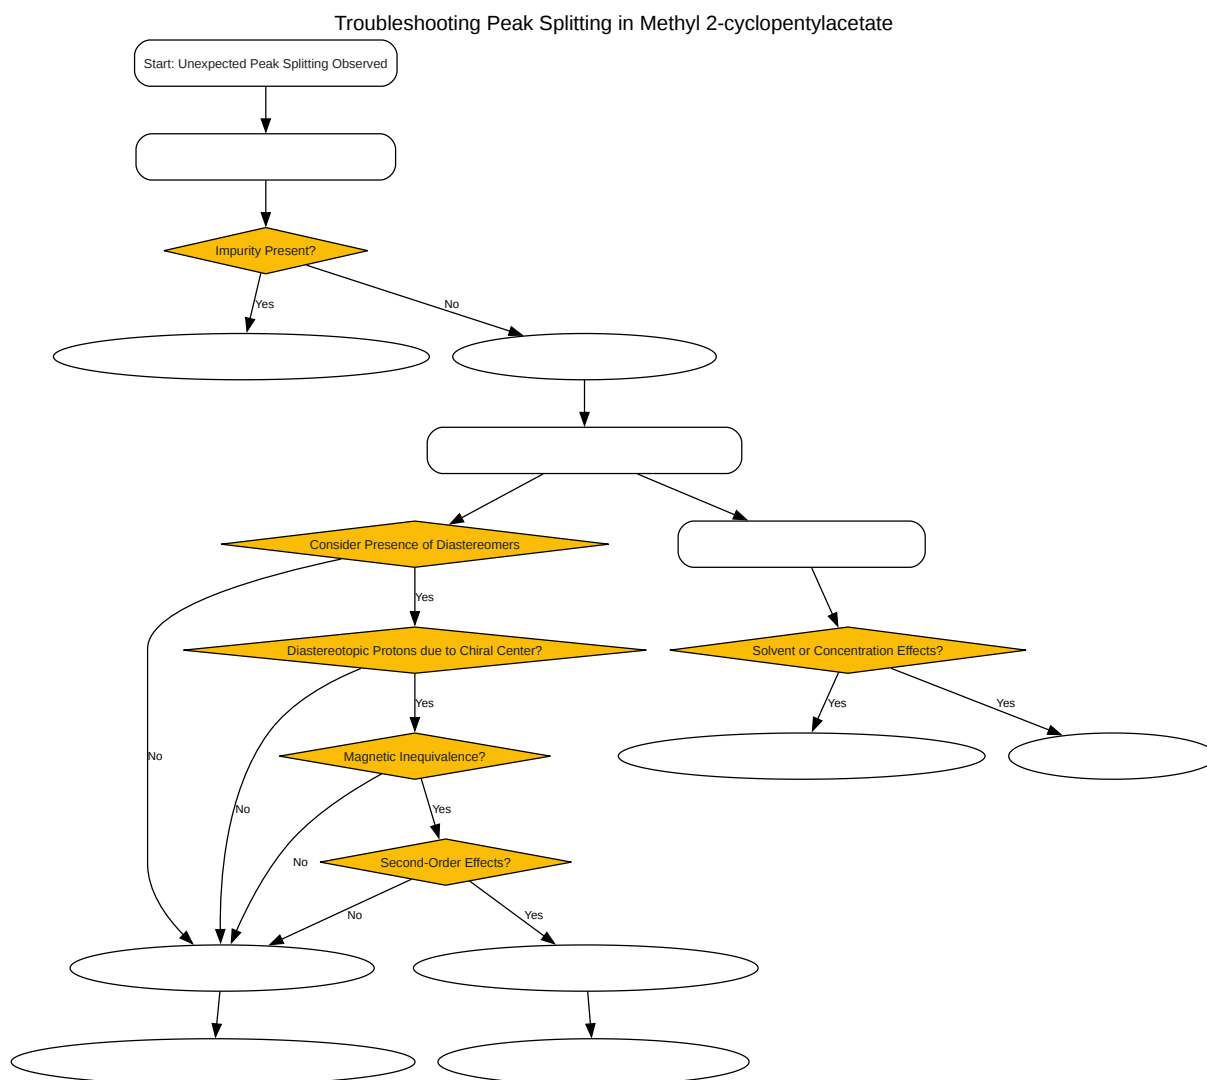 Troubleshooting Peak Splitting in Methyl 2-cyclopentylacetate
Start: Unexpected Peak Splitting Observed
Impurity Present?
Yes
No
Consider Presence of Diastereomers
Yes
Diastereotopic Protons due to Chiral Center?
Solvent or Concentration Effects?
Yes
Yes
Yes
No
Magnetic Inequivalence?
No
Yes
No
Second-Order Effects?
No
Yes